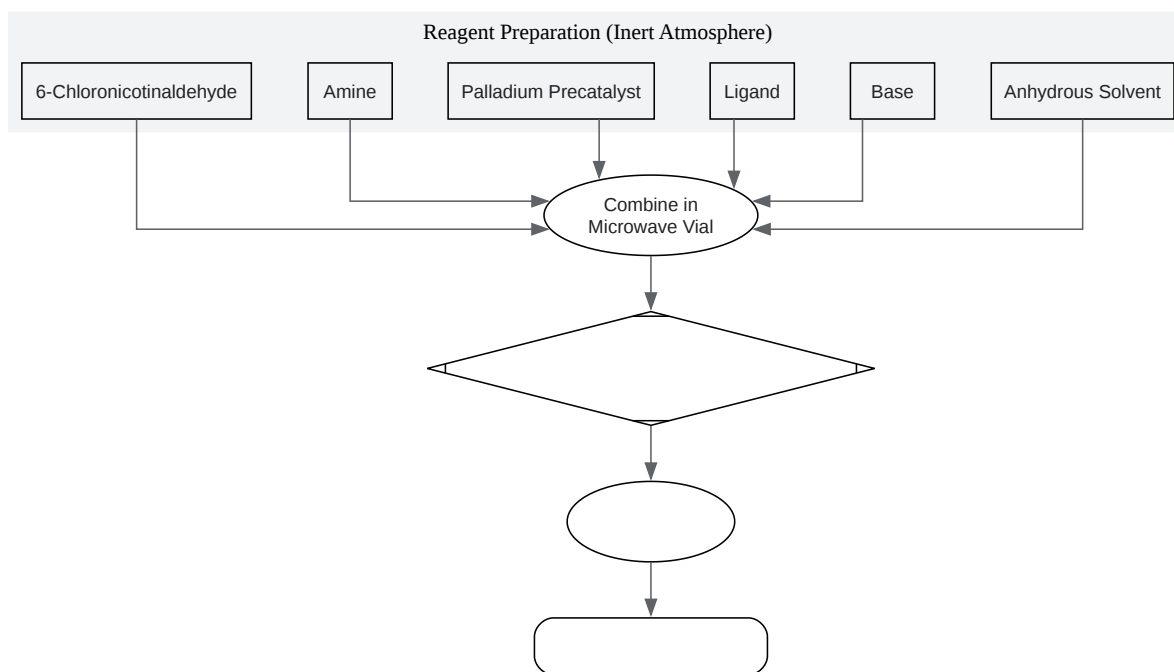 Reagent Preparation (Inert Atmosphere)
6-Chloronicotinaldehyde
Amine
Palladium Precatalyst
Ligand
Base
Anhydrous Solvent
Combine in
Microwave Vial